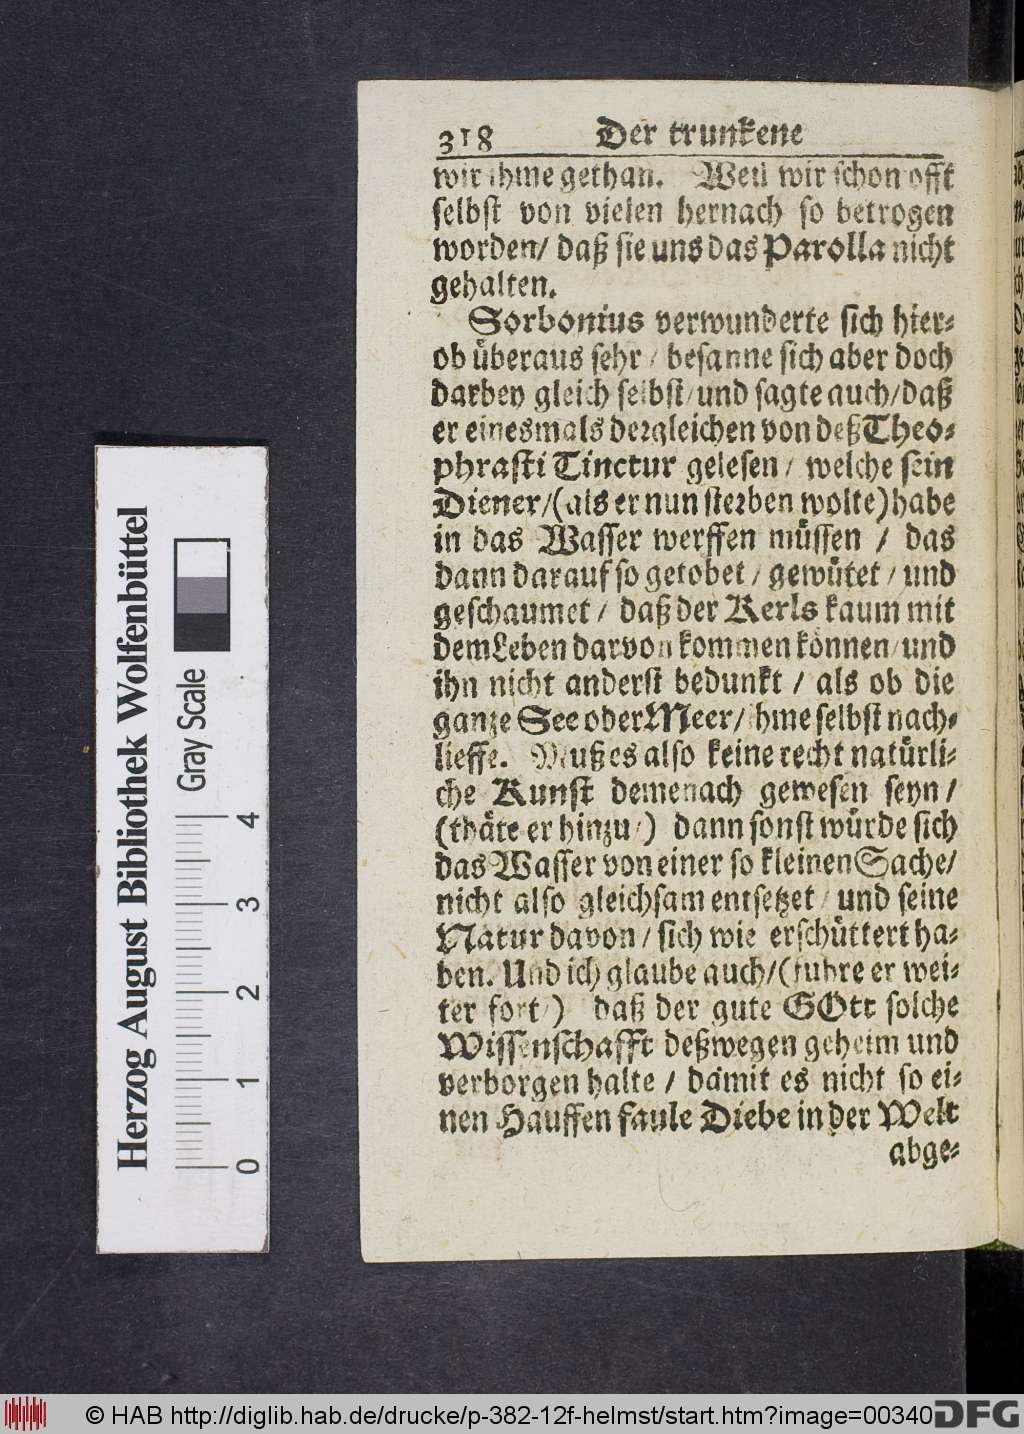 318 Der trunkene
wir ihme gethan. Weil wir schon offt
selbst von vielen hernach so betrogen
worden/ daß sie uns das Parolla nicht
gehalten.
Sorbonius verwunderte sich hier⸗
ob überaus sehr / besanne sich aber doch
darbey gleich selbst/ und sagte auch/ daß
er einesmals dergleichen von deß Theo⸗
phrasti Tinctur gelesen / welche sein
Diener/ (als er nun sterben wolte) habe
in das Wasser werffen müssen / das
dann darauf so getobet / gewütet / und
geschaumet / daß der Kerls kaum mit
dem Leben darvon kommen können/ und
ihn nicht anderst bedunkt / als ob die
ganze See oder Meer/ ihme selbst nach⸗
lieffe. Muß es also keine recht natürli⸗
che Kunst demenach gewesen seyn /
(thäte er hinzu/) dann sonst würde sich
das Wasser von einer so kleinen Sache/
nicht also gleichsam entsetzet / und seine
Natur davon / sich wie erschüttert ha⸗
ben. Und ich glaube auch/ (fuhre er wei⸗
ter fort/) daß der gute GOtt solche
Wissenschafft deßwegen geheim und
verborgen halte / damit es nicht so ei⸗
nen Hauffen faule Diebe in der Welt
abge⸗
Herzog August Bibliothek Wolfenbüttel
Gray Scale
0 1 2 3 4
© HAB http://diglib.hab.de/drucke/p-382-12f-helmst/start.htm?image=00340
DFG